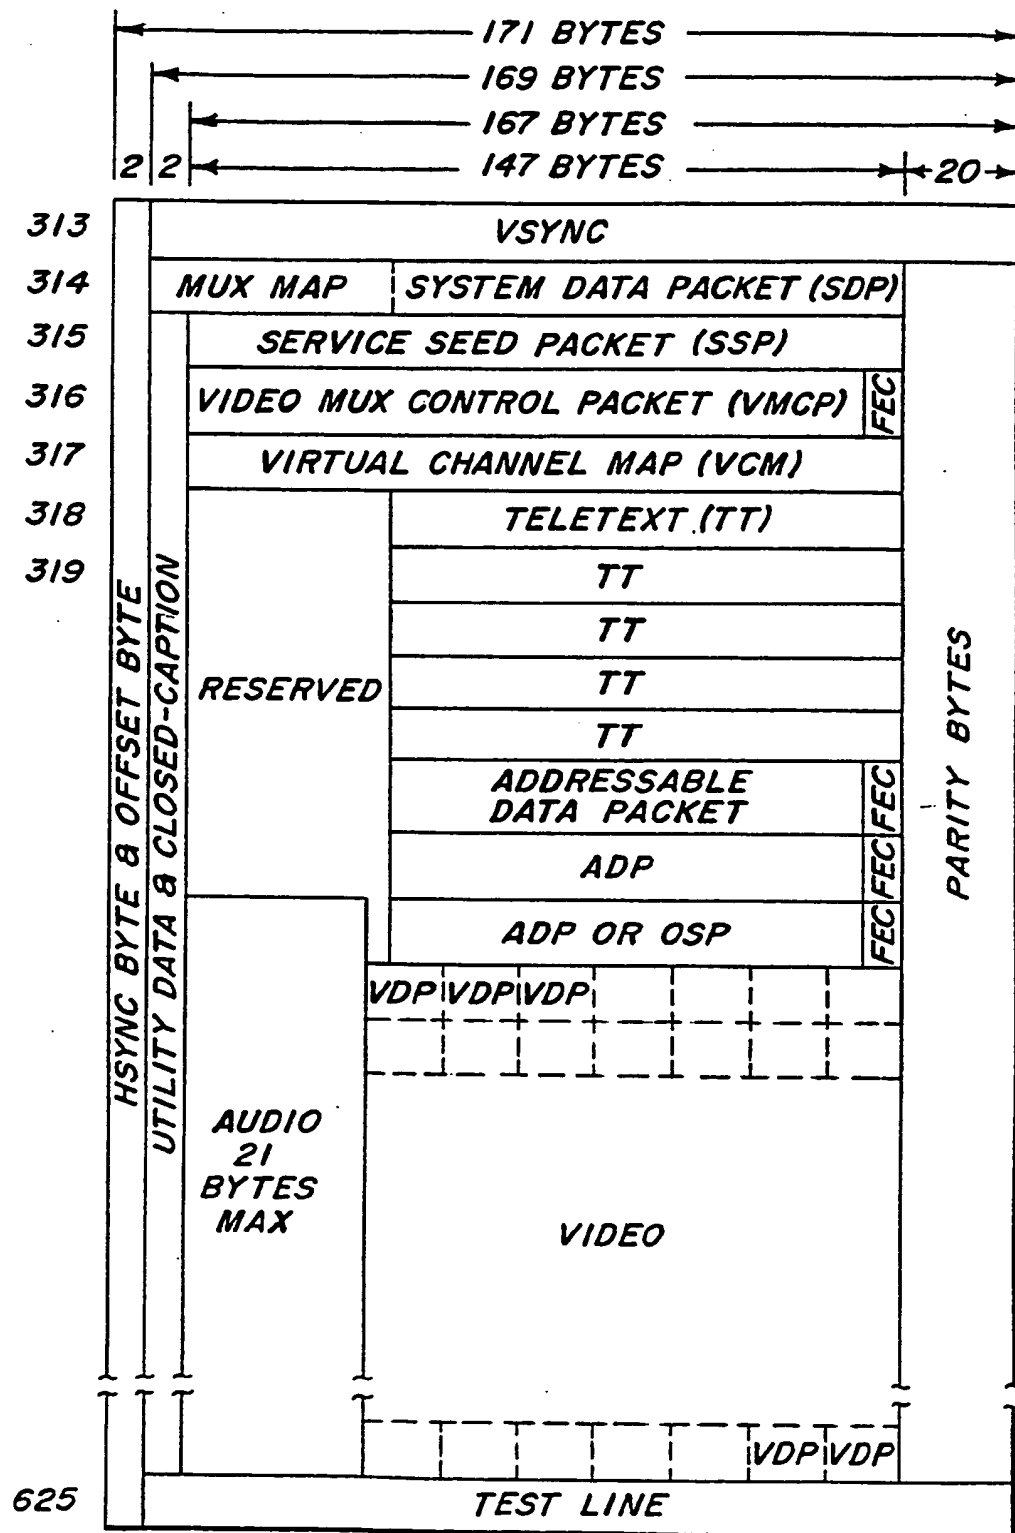 171 BYTES
169 BYTES
167 BYTES
2 2 147 BYTES 20
313 VSYNC
314 MUX MAP SYSTEM DATA PACKET (SDP)
315 SERVICE SEED PACKET (SSP)
316 VIDEO MUX CONTROL PACKET (VMCP) FEC
317 VIRTUAL CHANNEL MAP (VCM)
318 TELETEXT (TT)
319 TT
TT
TT
TT
RESERVED
ADDRESSABLE
DATA PACKET
FEC
ADP FEC
ADP OR OSP FEC
HSYNC BYTE & OFFSET BYTE
UTILITY DATA & CLOSED-CAPTION
PARITY BYTES
VDP VDP VDP
AUDIO
21
BYTES
MAX
VIDEO
VDP VDP
625 TEST LINE